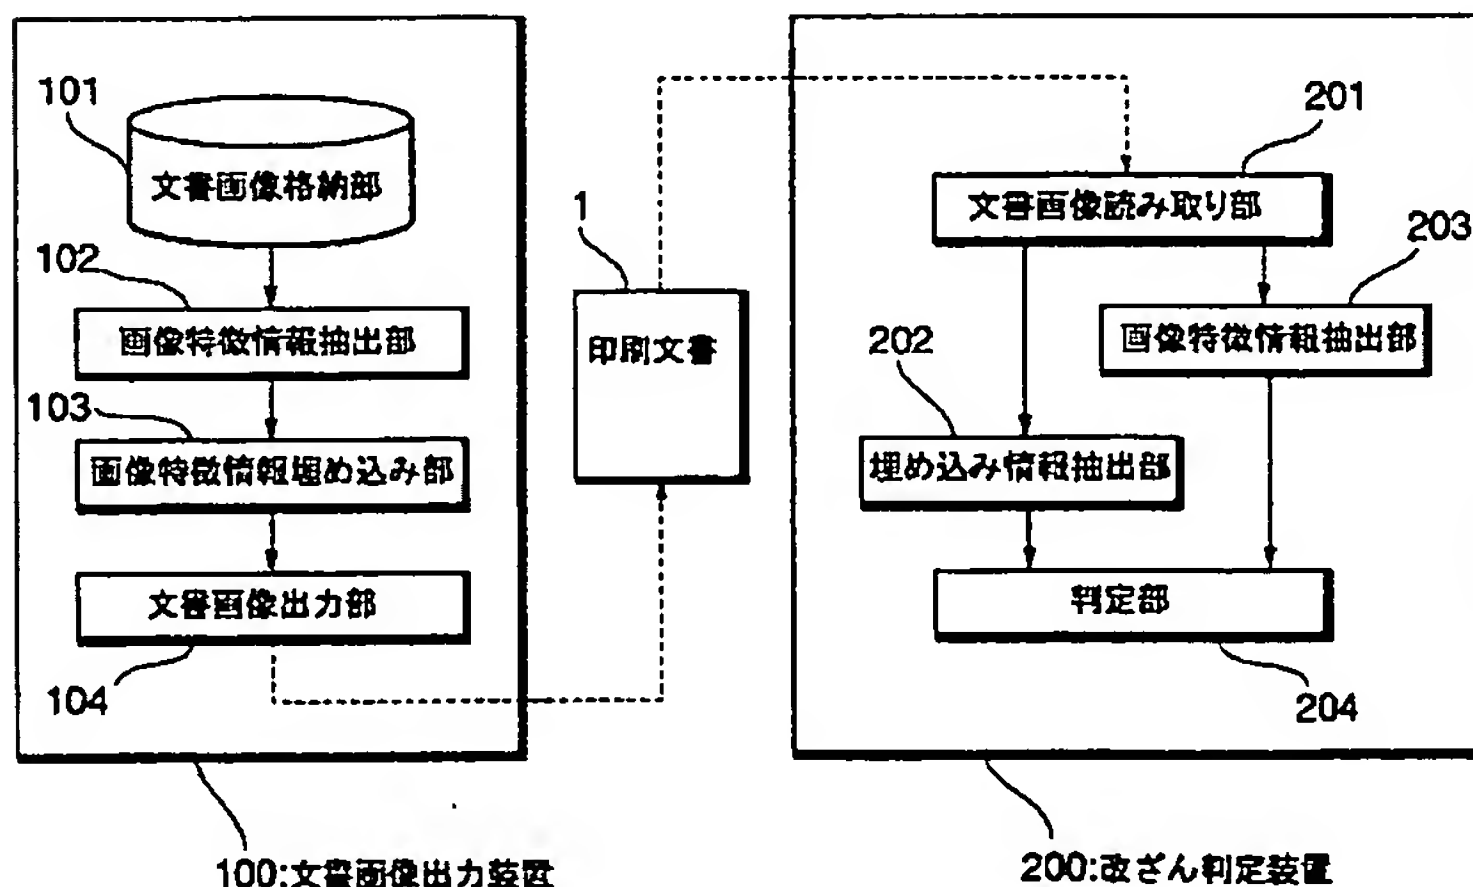 101
文書画像格納部
102
画像特徴情報抽出部
103
画像特徴情報埋め込み部
文書画像出力部
104
100:文書画像出力装置
1
印刷文書
201
文書画像読み取り部
203
画像特徴情報抽出部
202
埋め込み情報抽出部
判定部
204
200:改ざん判定装置